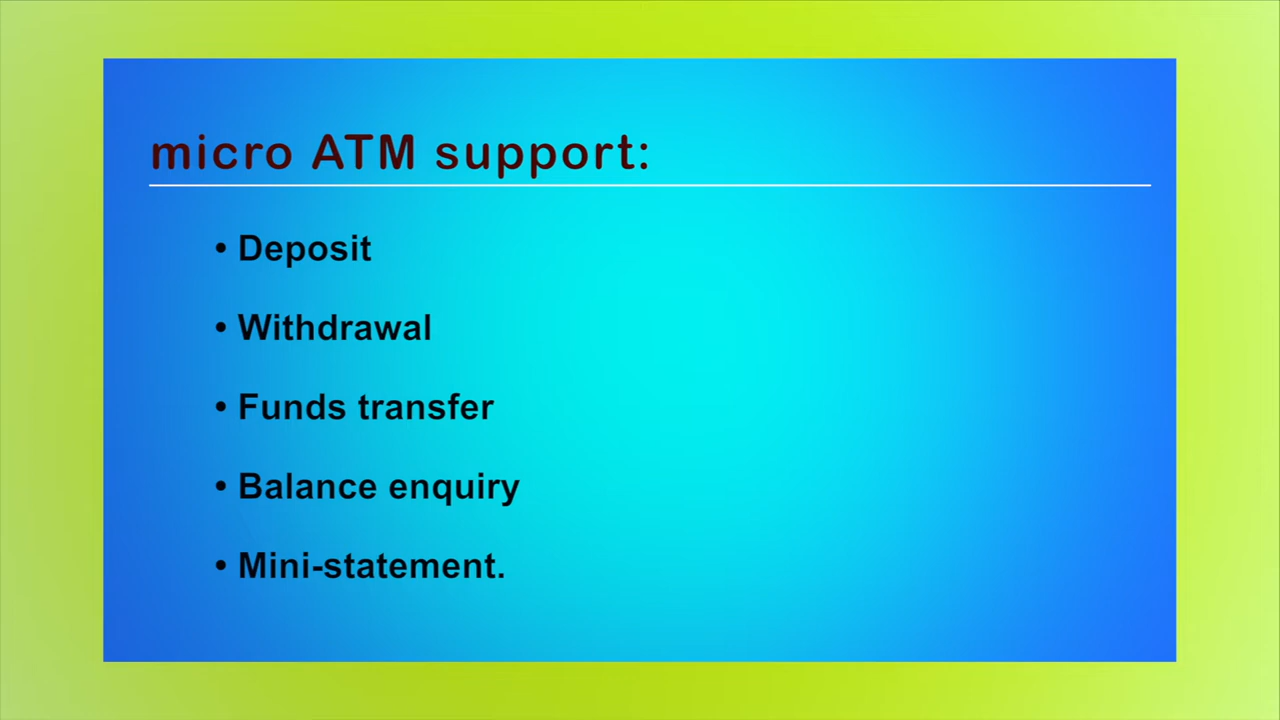 micro ATM support:
• Deposit
• Withdrawal
• Funds transfer
• Balance enquiry
• Mini-statement.